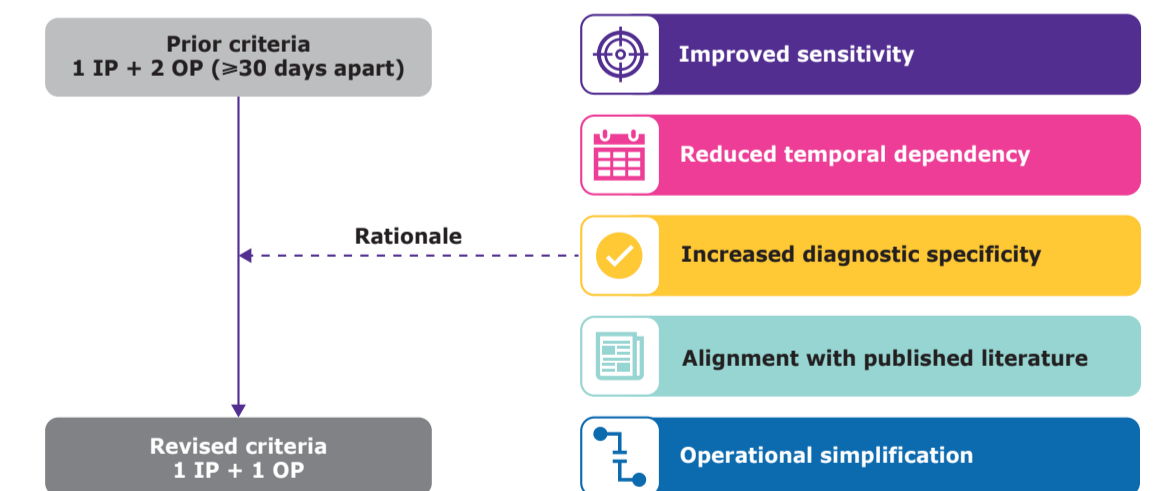 Prior criteria
1 IP + 2 OP (⩾30 days apart)
Rationale
Revised criteria
1 IP + 1 OP
Improved sensitivity
Reduced temporal dependency
Increased diagnostic specificity
Alignment with published literature
Operational simplification